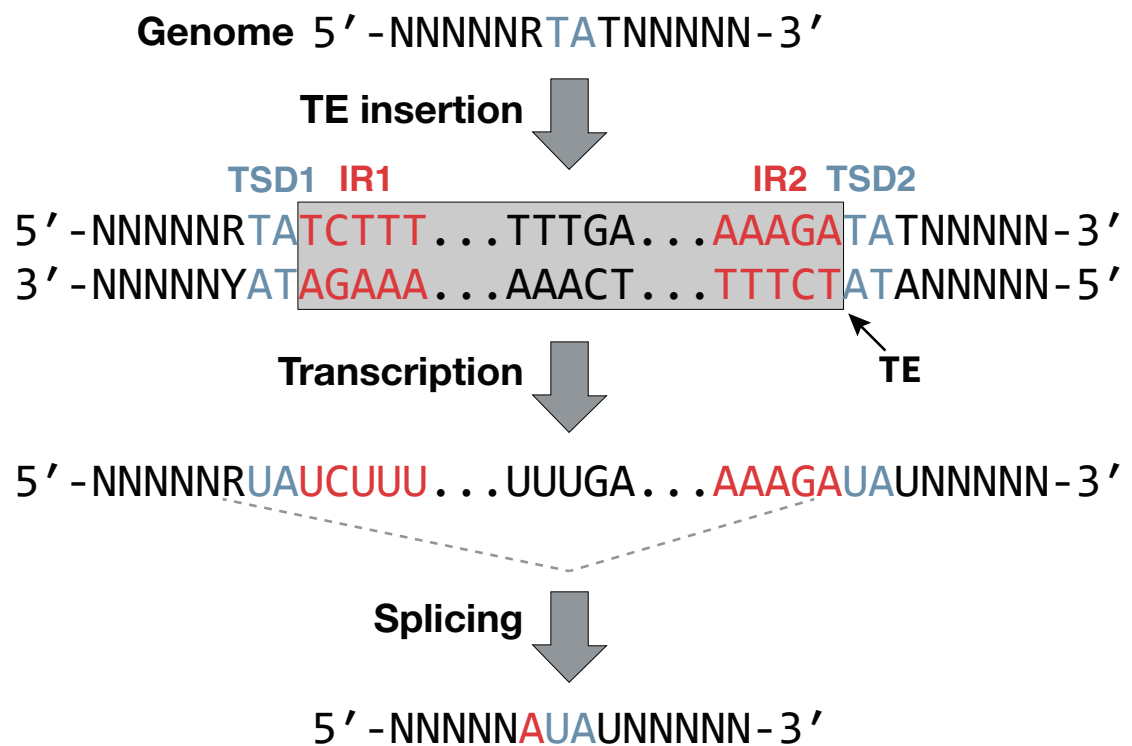 Genome 5′-NNNNNRTATNNNNN-3′
TE insertion
TSD1 IR1 IR2 TSD2
5′-NNNNNRTATCTTT...TTTGA...AAAGATATNNNNN-3′
3′-NNNNNYATAGAAA...AAACT...TTTCTATANNNNN-5′
TE
Transcription
5′-NNNNNRUAUCUUU...UUUGA...AAAGAUAUNNNNN-3′
Splicing
5′-NNNNNAUAUNNNNN-3′